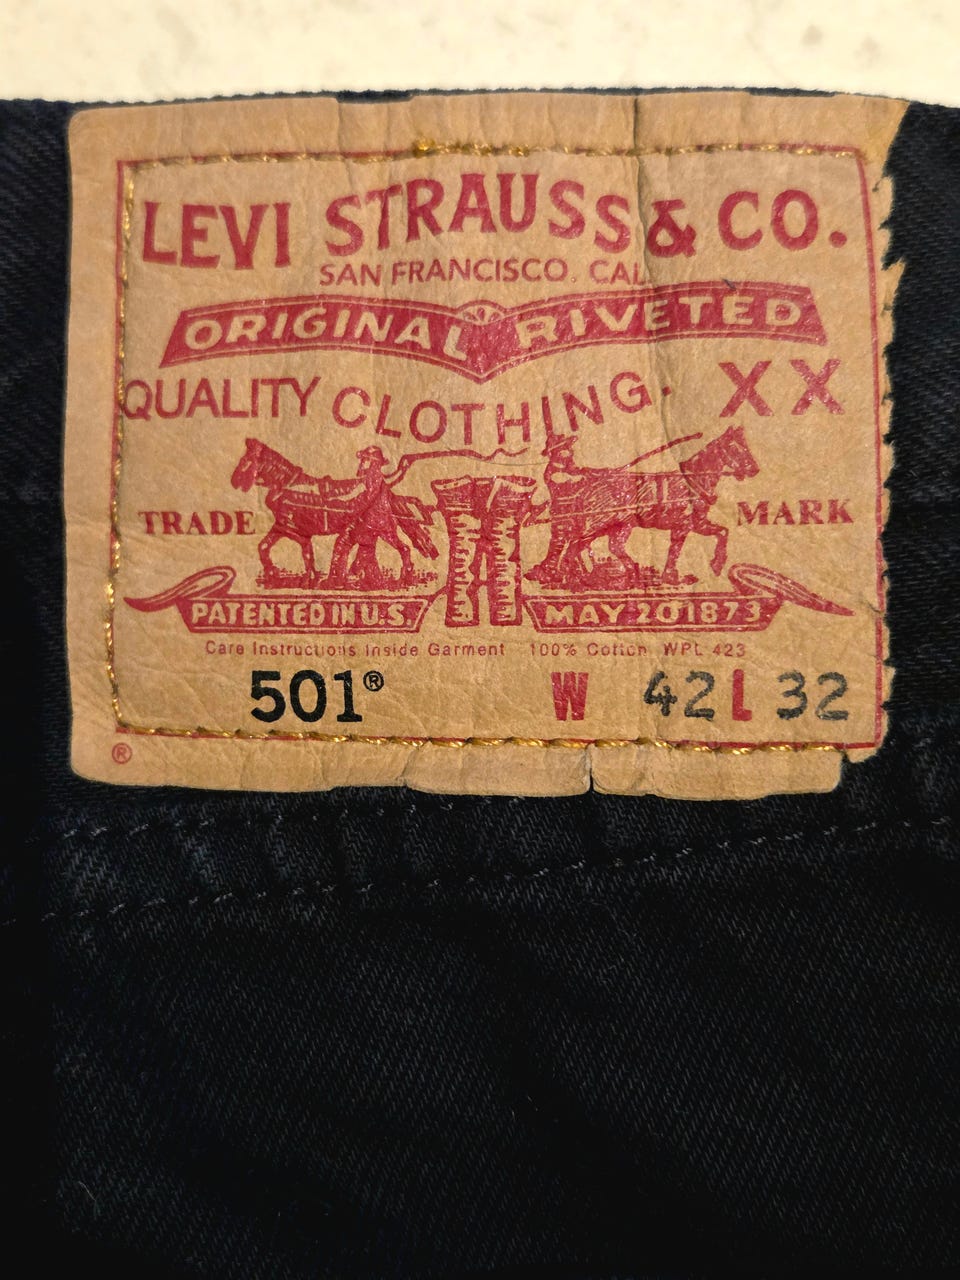 LEVI STRAUSS & CO.
SAN FRANCISCO, CAL
ORIGINAL RIVETED
QUALITY CLOTHING. XX
TRADE MARK
PATENTED IN U.S. MAY 20 1873
Care Instructions Inside Garment 100% Cotton WPL 423
501® W 42 L 32
®